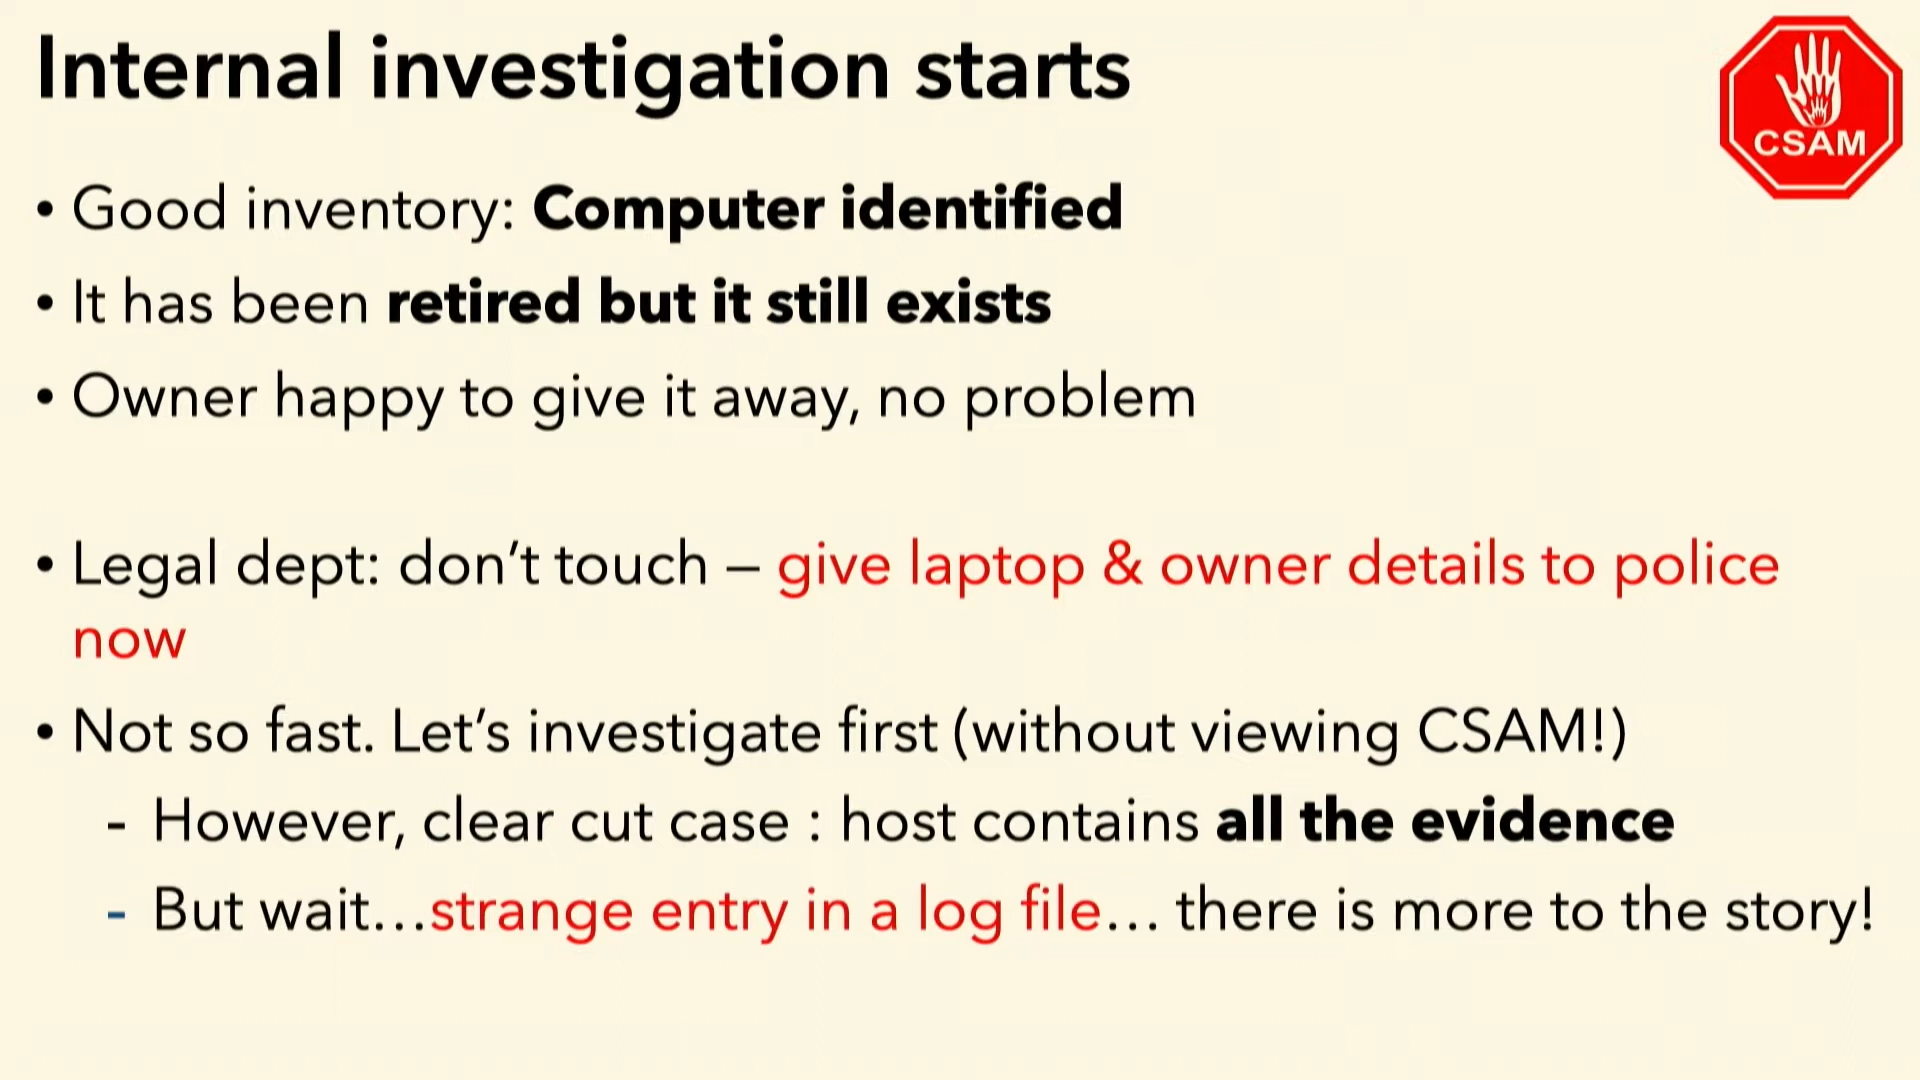 Internal investigation starts
CSAM
• Good inventory: Computer identified
• It has been retired but it still exists
• Owner happy to give it away, no problem
• Legal dept: don’t touch – give laptop & owner details to police
now
• Not so fast. Let’s investigate first (without viewing CSAM!)
- However, clear cut case : host contains all the evidence
- But wait…strange entry in a log file… there is more to the story!